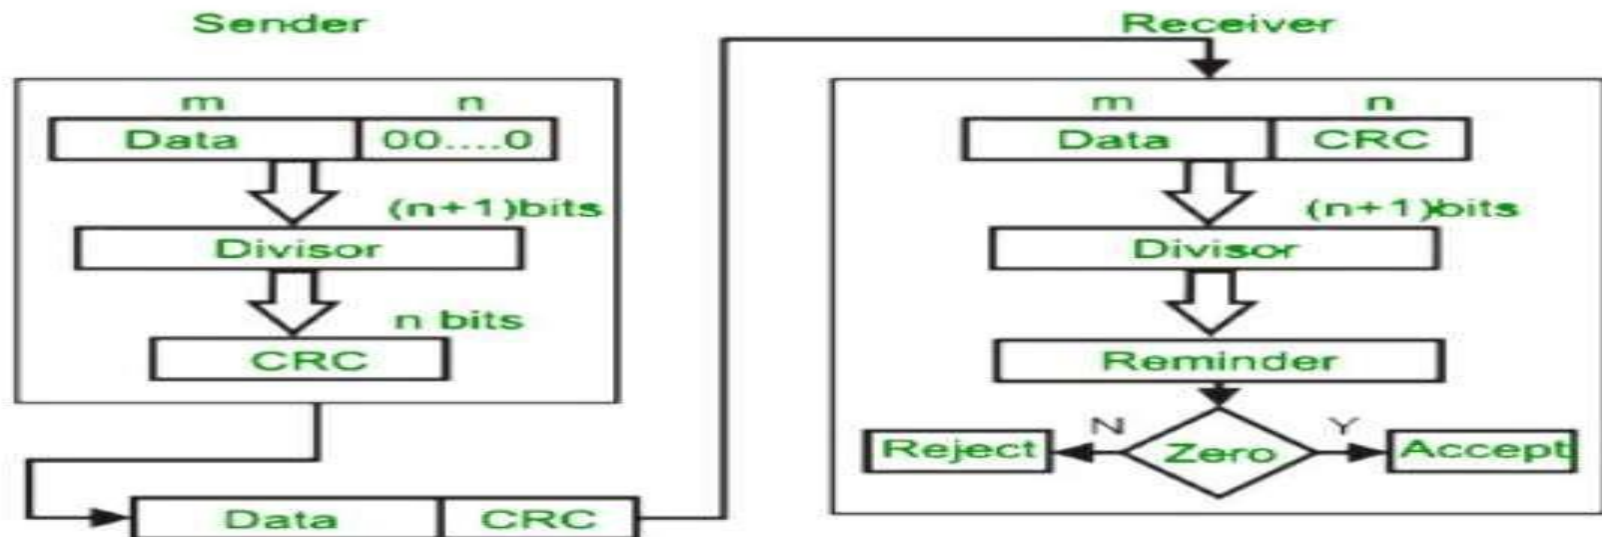 Sender
m n
Data 00....0
(n+1)bits
Divisor
n bits
CRC
Data CRC
Receiver
m n
Data CRC
(n+1)bits
Divisor
Reminder
N Y
Reject Zero Accept